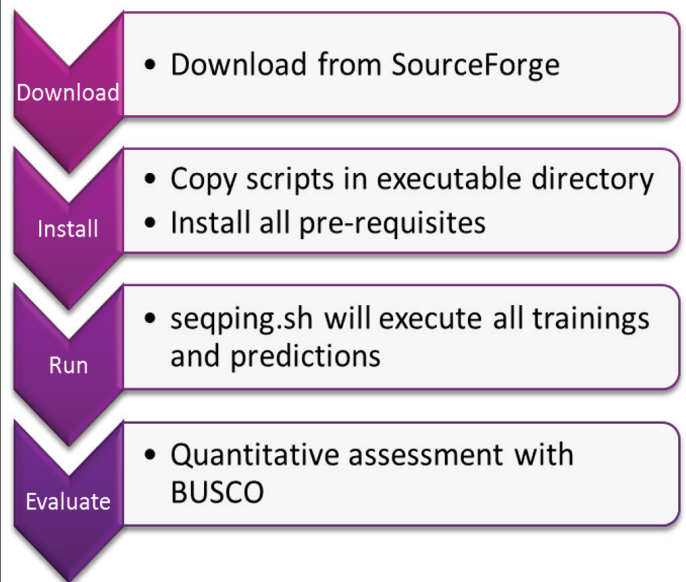 Download
• Download from SourceForge
Install
• Copy scripts in executable directory
• Install all pre-requisites
Run
• seqping.sh will execute all trainings
and predictions
Evaluate
• Quantitative assessment with
BUSCO